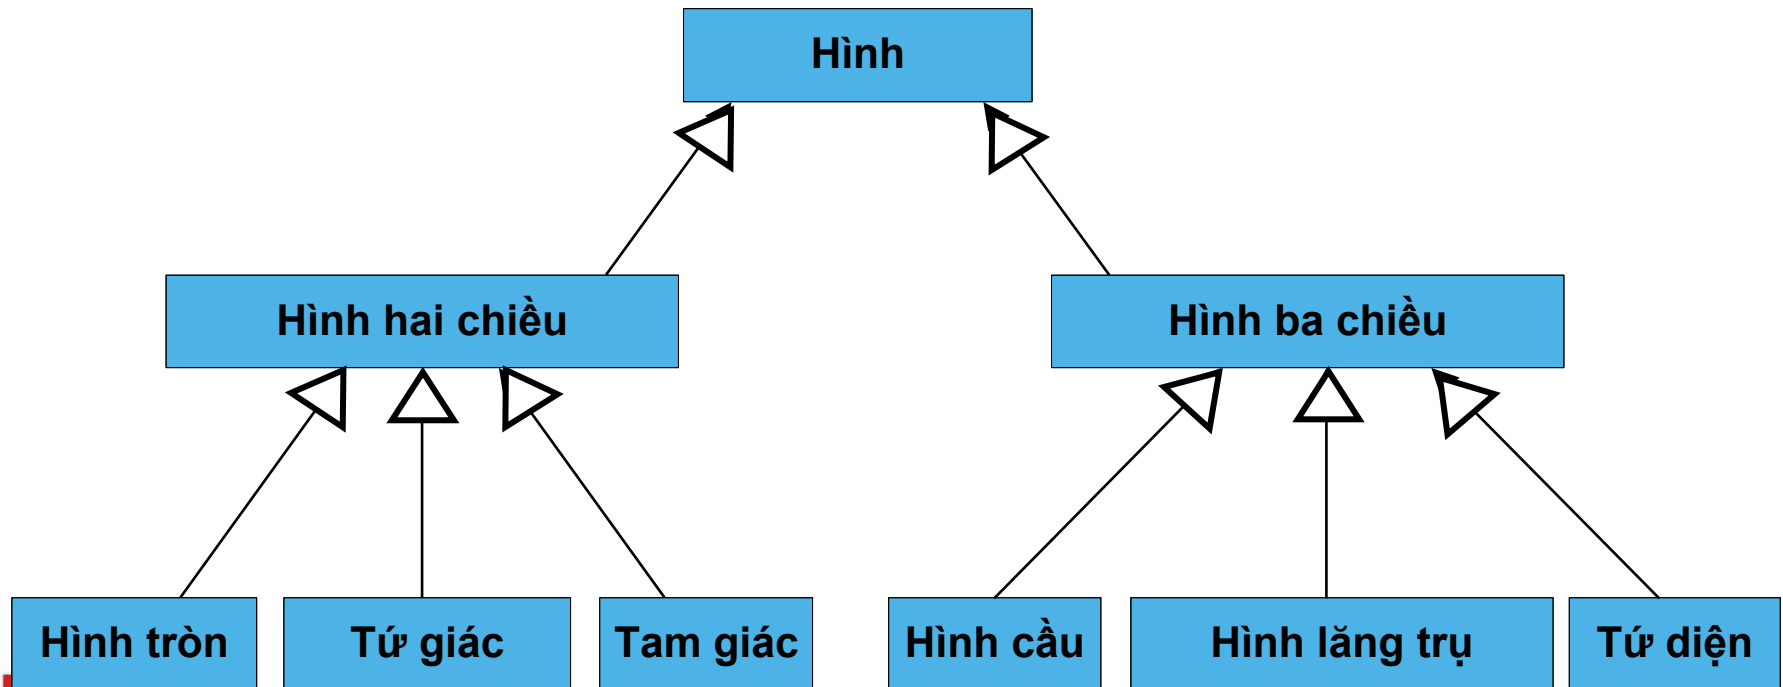 Hình
Hình hai chiều
Hình ba chiều
Hình tròn
Tứ giác
Tam giác
Hình cầu
Hình lăng trụ
Tứ diện